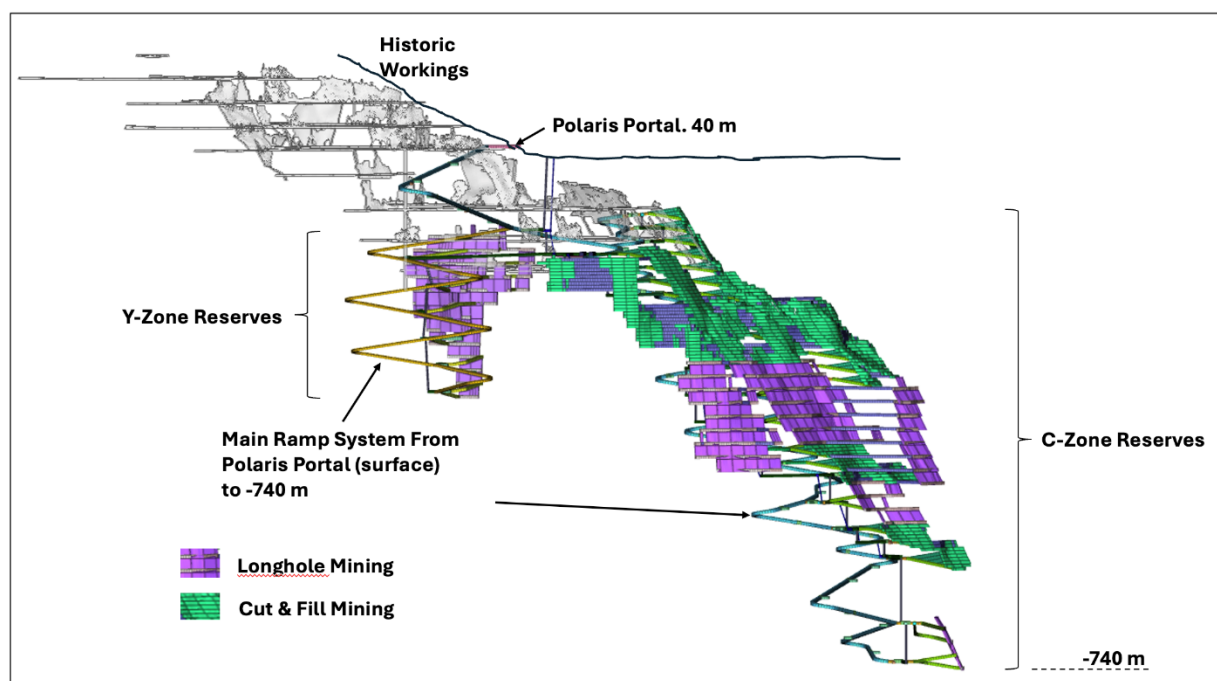 Historic
Workings
Polaris Portal. 40 m
Y-Zone Reserves
C-Zone Reserves
Main Ramp System From
Polaris Portal (surface)
to -740 m
Longhole Mining
Cut & Fill Mining
-740 m